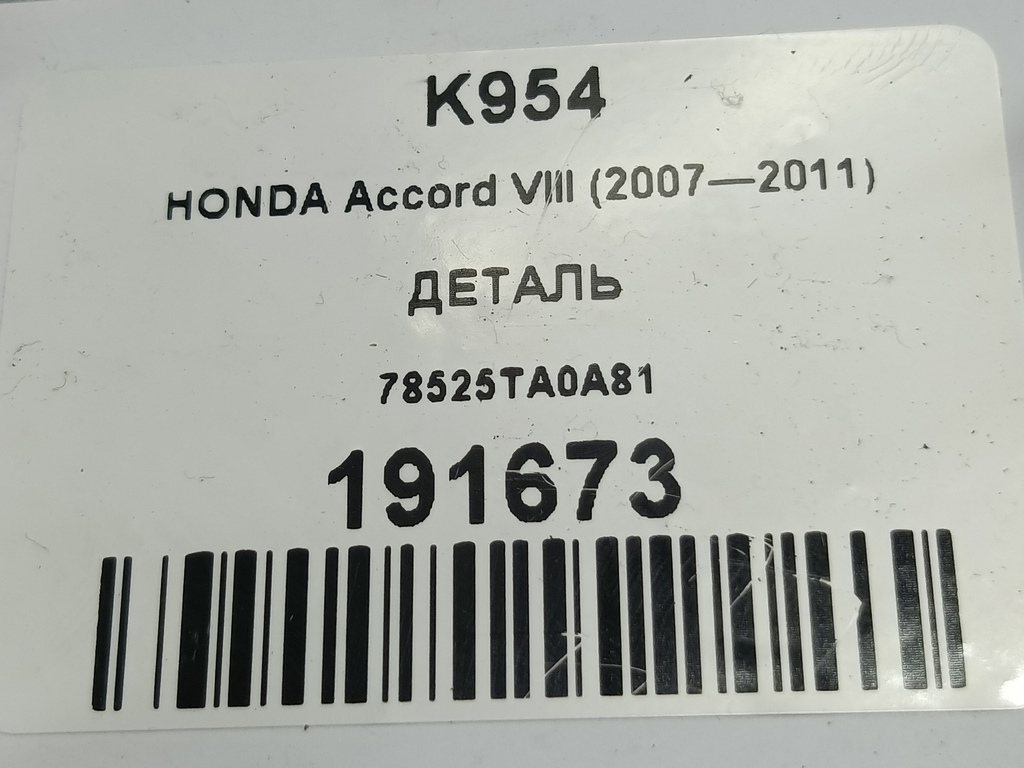 K954
HONDA Accord VIII (2007—2011)
ДЕТАЛЬ
78525TA0A81
191673